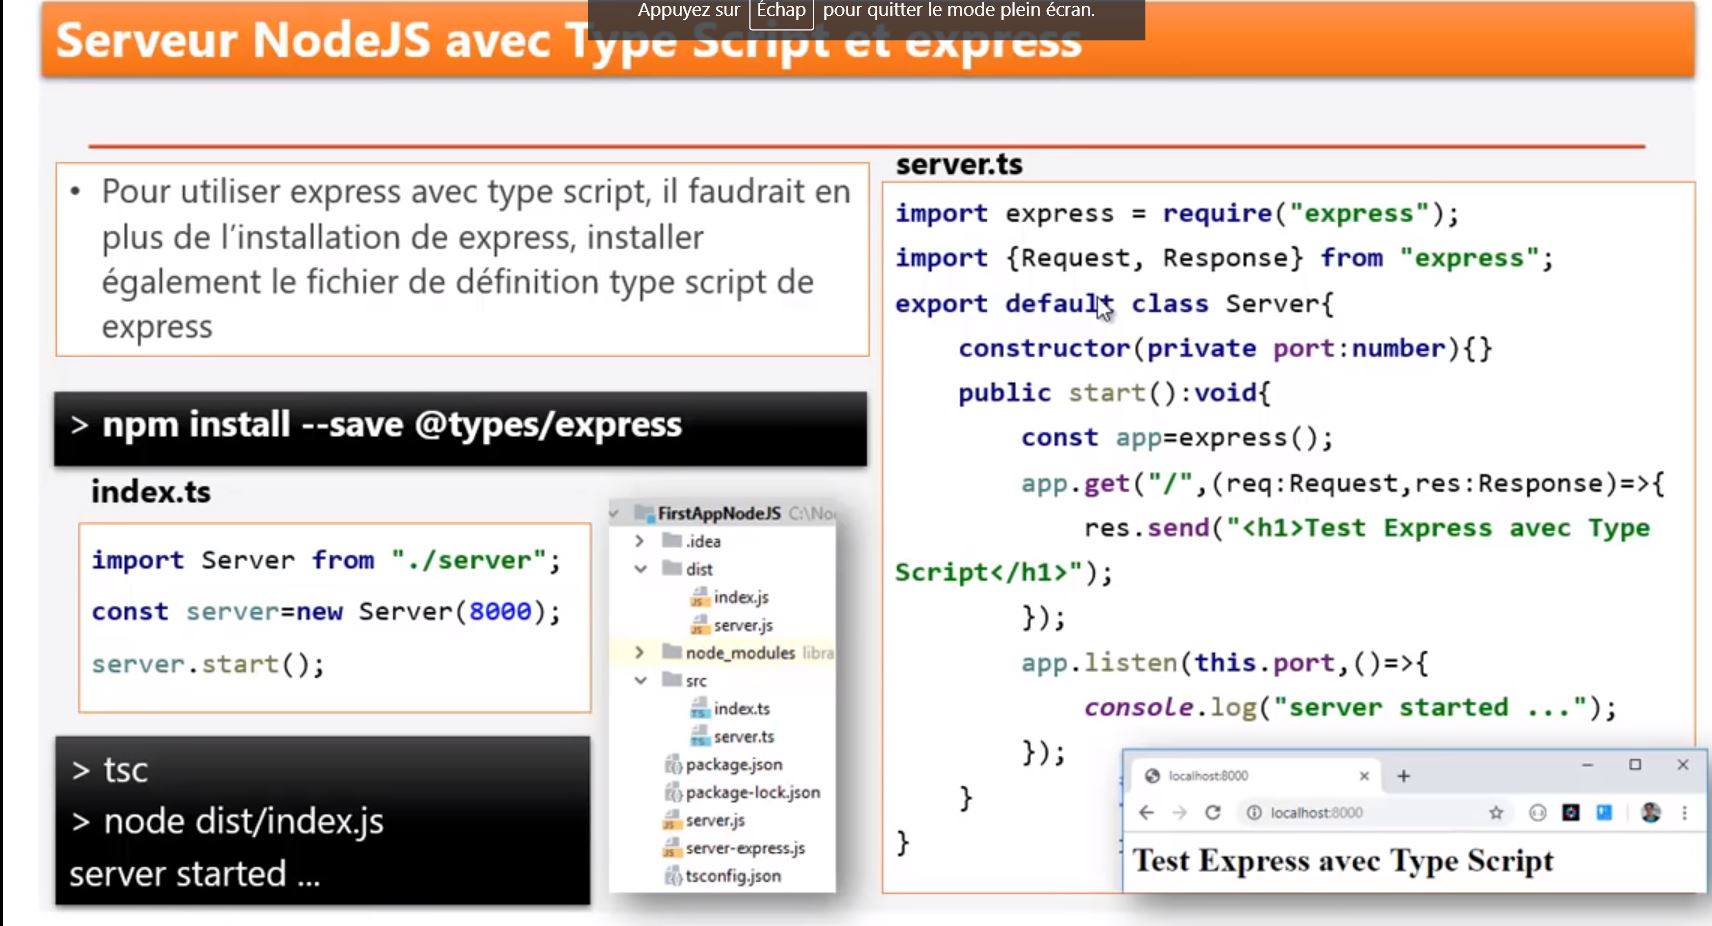 Appuyez sur Échap pour quitter le mode plein écran.
Serveur NodeJS avec Type Script et express
• Pour utiliser express avec type script, il faudrait en
plus de l'installation de express, installer
également le fichier de définition type script de
express
> npm install --save @types/express
index.ts
import Server from "./server";
const server=new Server(8000);
server.start();
> tsc
> node dist/index.js
server started ...
FirstAppNodeJS C:\No
.idea
dist
index.js
server.js
node_modules libra
src
index.ts
server.ts
package.json
package-lock.json
server.js
server-express.js
tsconfig.json
server.ts
import express = require("express");
import {Request, Response} from "express";
export default class Server{
constructor(private port:number){}
public start():void{
const app=express();
app.get("/",(req:Request,res:Response)=>{
res.send("<h1>Test Express avec Type
Script</h1>");
});
app.listen(this.port,()=>{
console.log("server started ...");
});
}
}
localhost:8000
localhost:8000
Test Express avec Type Script